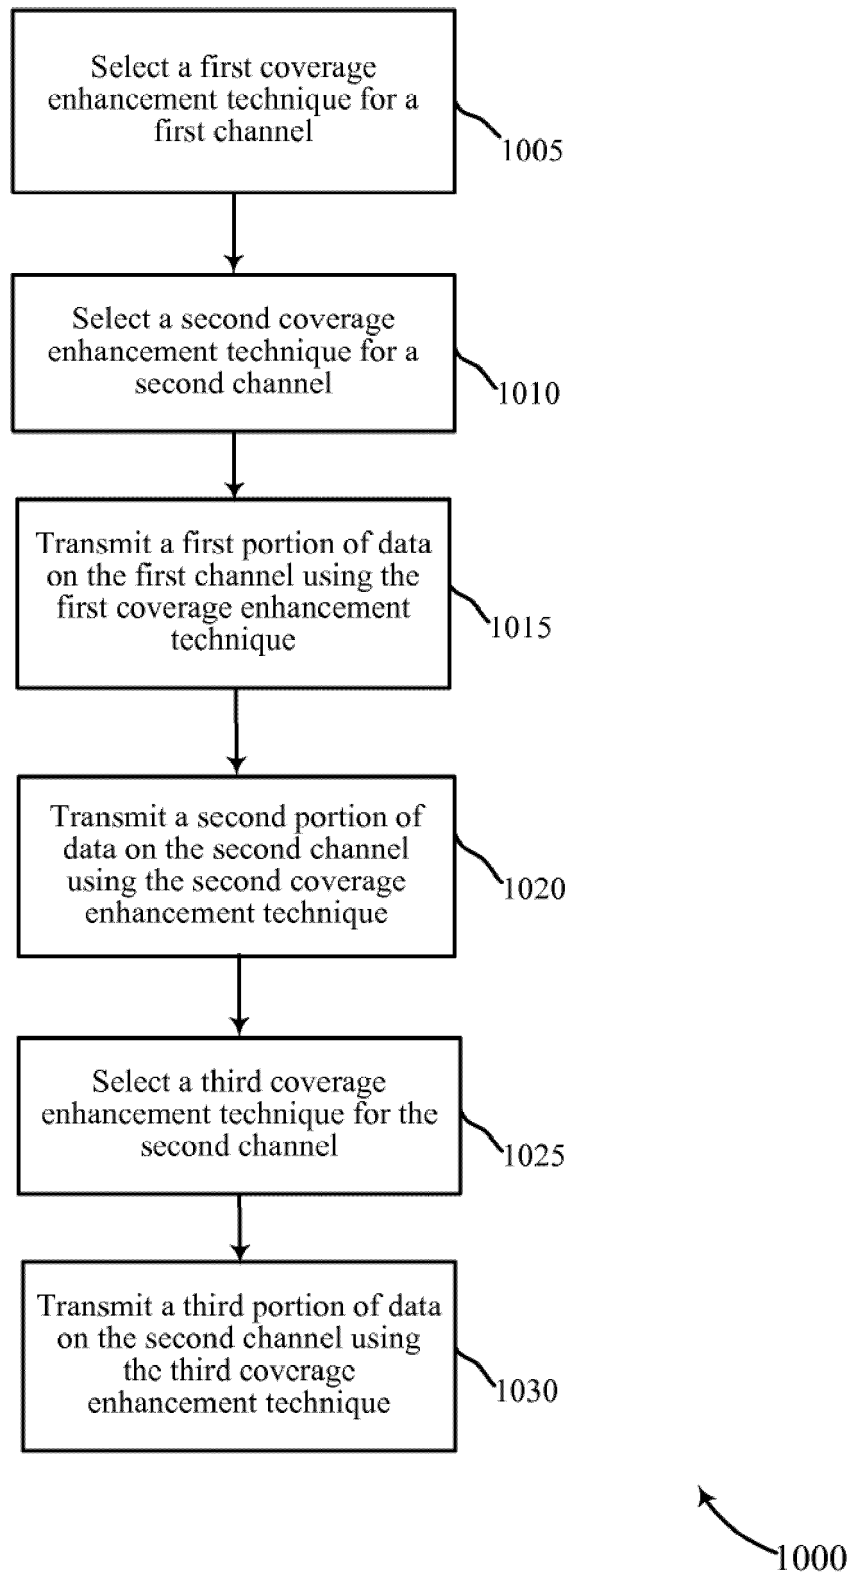 Select a first coverage
enhancement technique for a
first channel
1005
Select a second coverage
enhancement technique for a
second channel
1010
Transmit a first portion of data
on the first channel using the
first coverage enhancement
technique
1015
Transmit a second portion of
data on the second channel
using the second coverage
enhancement technique
1020
Select a third coverage
enhancement technique for the
second channel
1025
Transmit a third portion of data
on the second channel using
the third coverage
enhancement technique
1030
1000